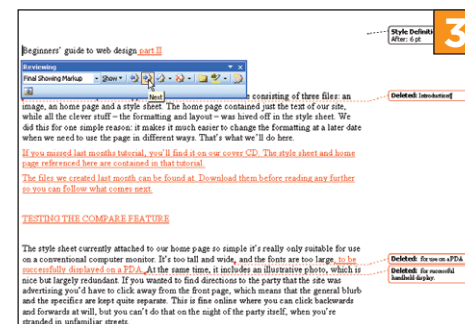 3
Style Definiti
After: 6 pt
Beginners' guide to web design part II
Reviewing
Final Showing Markup Show
Next
consisting of three files: an
Deleted: Introduction¶
image, an home page and a style sheet. The home page contained just the text of our site,
while all the clever stuff – the formatting and layout – was hived off in the style sheet. We
did this for one simple reason: it makes it much easier to change the formatting at a later date
when we need to use the page in different ways. That's what we'll do here.
If you missed last months tutorial, you'll find it on our cover CD. The style sheet and home
page referenced here are contained in that tutorial.
The files we created last month can be found at. Download them before reading any further
so you can follow what comes next.
TESTING THE COMPARE FEATURE
The style sheet currently attached to our home page so simple it's really only suitable for use
on a conventional computer monitor. It's too tall and wide, and the fonts are too large, to be
Deleted: for use on a PDA
successfully displayed on a PDA. At the same time, it includes an illustrative photo, which is
Deleted: for successful
handheld display.
nice but largely redundant. If you wanted to find directions to the party that the site was
advertising you'd have to click away from the front page, which means that the general blurb
and the specifics are kept quite separate. This is fine online where you can click backwards
and forwards at will, but you can't do that on the night of the party itself, when you're
stranded in unfamiliar streets.